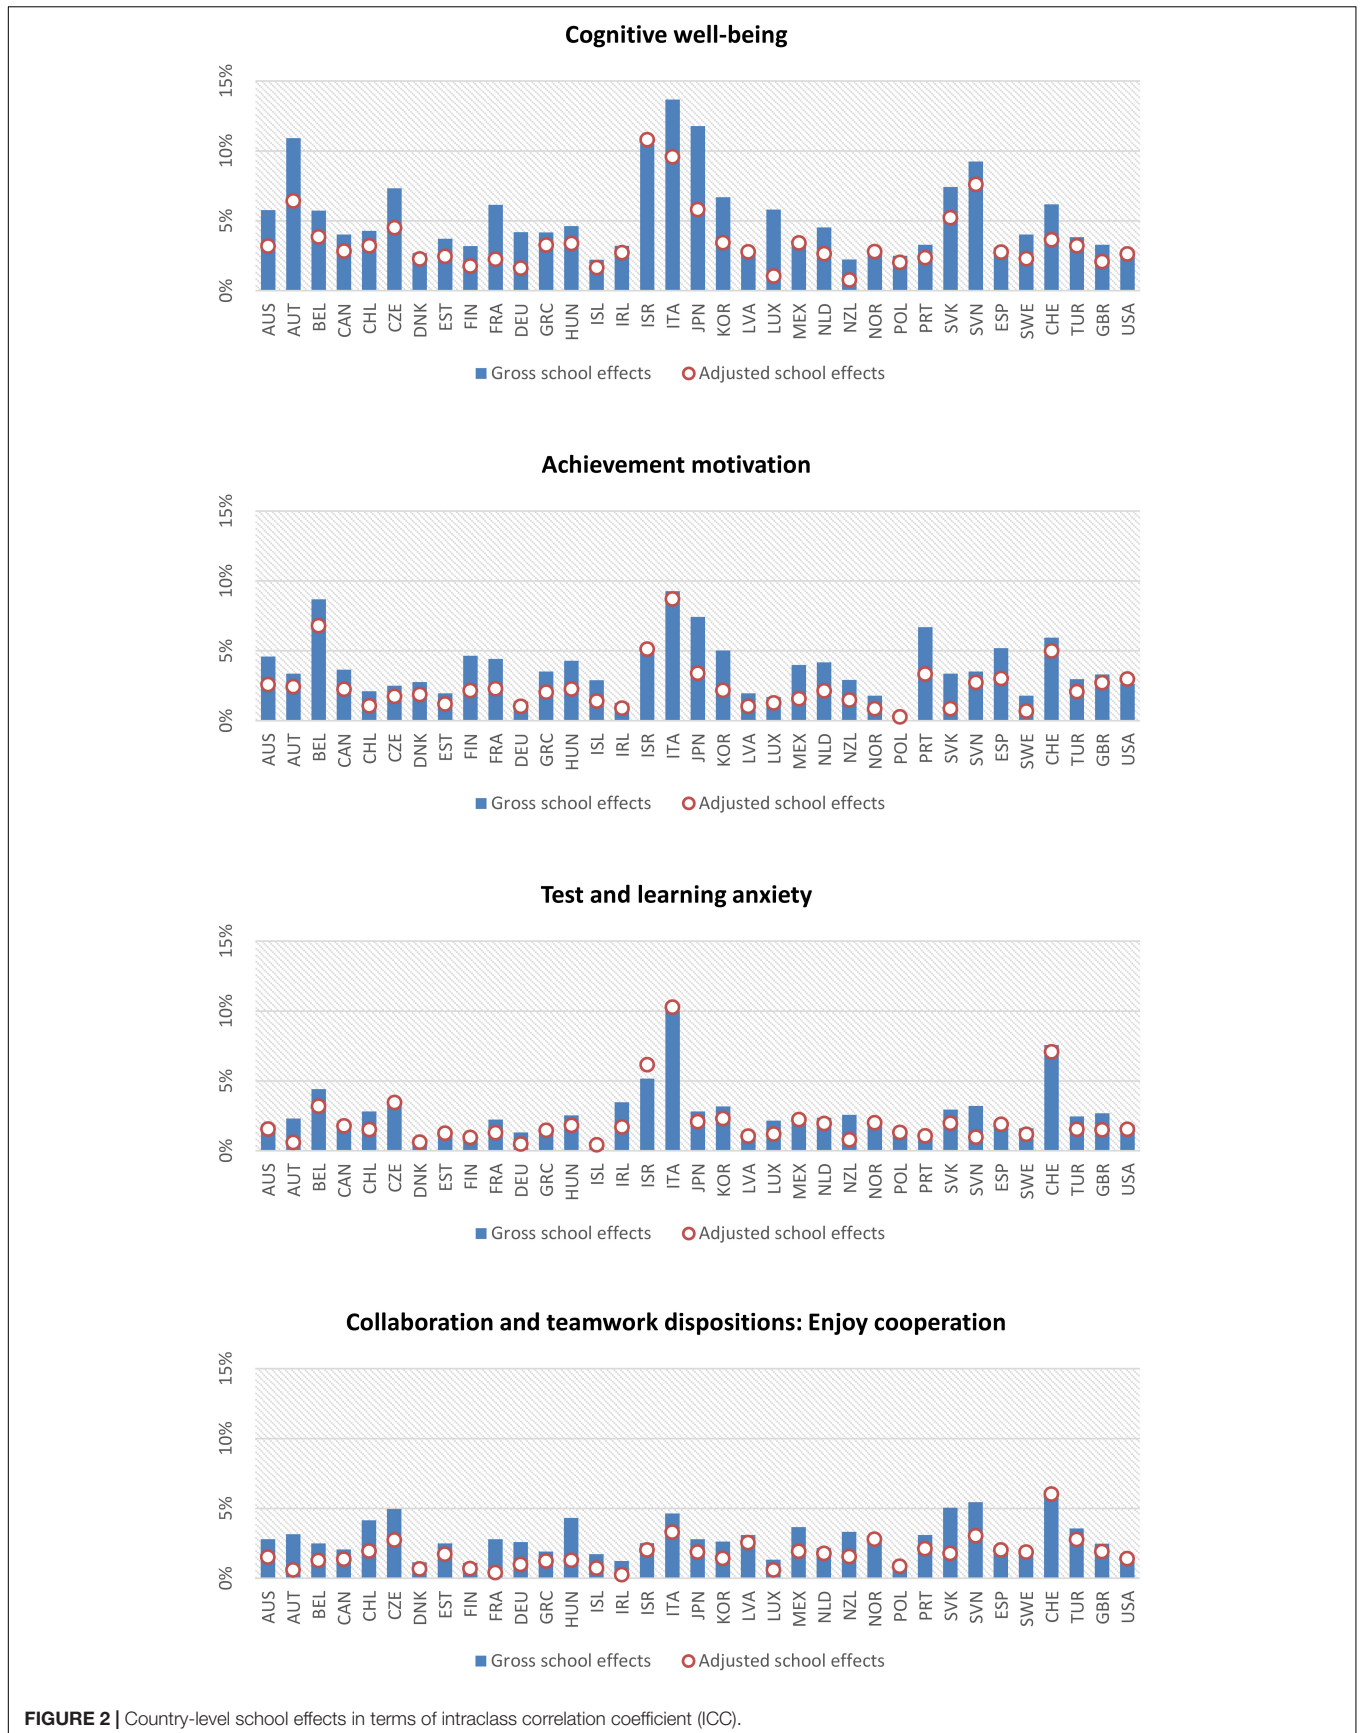 Cognitive well-being
15%
10%
5%
0%
AUS AUT BEL CAN CHL CZE DNK EST FIN FRA DEU GRC HUN ISL IRL ISR ITA JPN KOR LVA LUX MEX NLD NZL NOR POL PRT SVK SVN ESP SWE CHE TUR GBR USA
Gross school effects Adjusted school effects
Achievement motivation
15%
10%
5%
0%
AUS AUT BEL CAN CHL CZE DNK EST FIN FRA DEU GRC HUN ISL IRL ISR ITA JPN KOR LVA LUX MEX NLD NZL NOR POL PRT SVK SVN ESP SWE CHE TUR GBR USA
Gross school effects Adjusted school effects
Test and learning anxiety
15%
10%
5%
0%
AUS AUT BEL CAN CHL CZE DNK EST FIN FRA DEU GRC HUN ISL IRL ISR ITA JPN KOR LVA LUX MEX NLD NZL NOR POL PRT SVK SVN ESP SWE CHE TUR GBR USA
Gross school effects Adjusted school effects
Collaboration and teamwork dispositions: Enjoy cooperation
15%
10%
5%
0%
AUS AUT BEL CAN CHL CZE DNK EST FIN FRA DEU GRC HUN ISL IRL ISR ITA JPN KOR LVA LUX MEX NLD NZL NOR POL PRT SVK SVN ESP SWE CHE TUR GBR USA
Gross school effects Adjusted school effects
FIGURE 2 | Country-level school effects in terms of intraclass correlation coefficient (ICC).